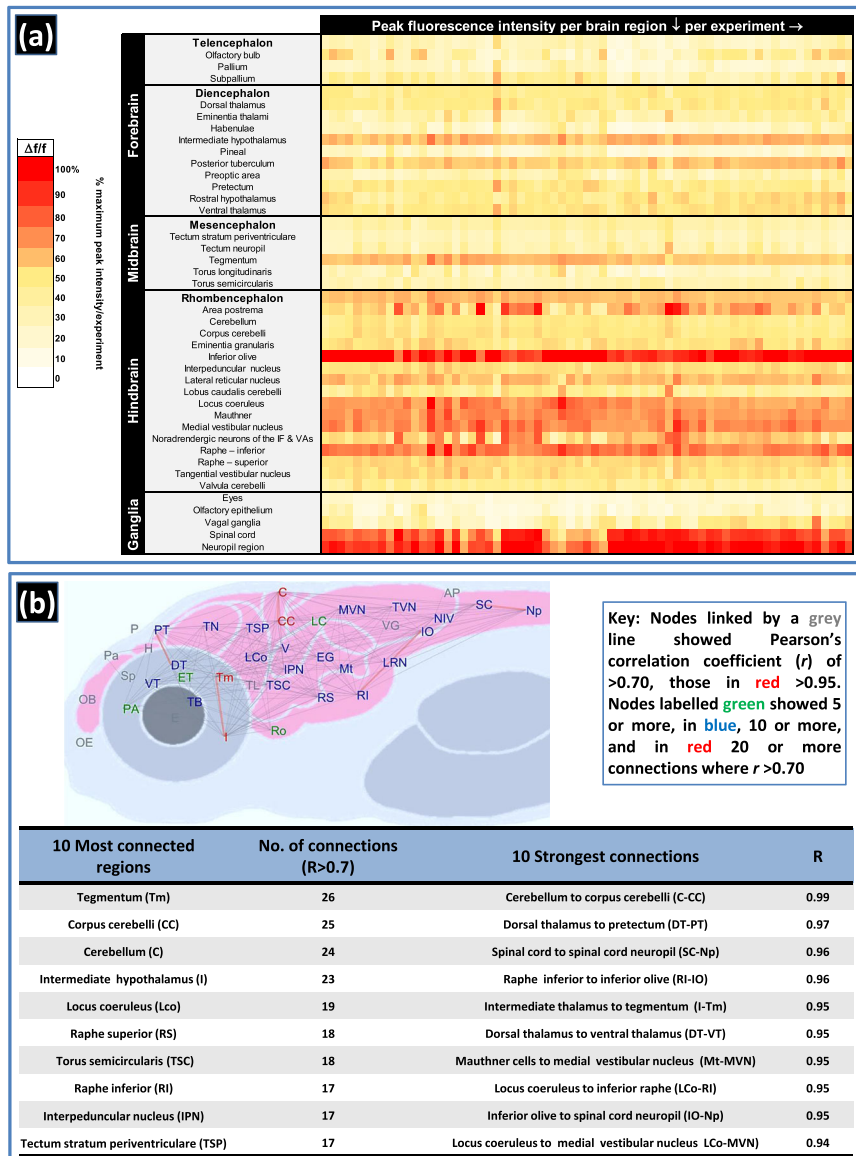 (a)
Peak fluorescence intensity per brain region ↓ per experiment →
Δf/f
100%
90
80
70
60
50
40
30
20
10
0
% maximum peak intensity/experiment
Forebrain
Telencephalon
Olfactory bulb
Pallium
Subpallium
Diencephalon
Dorsal thalamus
Eminentia thalami
Habenulae
Intermediate hypothalamus
Pineal
Posterior tuberculum
Preoptic area
Pretectum
Rostral hypothalamus
Ventral thalamus
Midbrain
Mesencephalon
Tectum stratum periventriculare
Tectum neuropil
Tegmentum
Torus longitudinaris
Torus semicircularis
Hindbrain
Rhombencephalon
Area postrema
Cerebellum
Corpus cerebelli
Eminentia granularis
Inferior olive
Interpeduncular nucleus
Lateral reticular nucleus
Lobus caudalis cerebelli
Locus coeruleus
Mauthner
Medial vestibular nucleus
Noradrendergic neurons of the IF & VAs
Raphe – inferior
Raphe – superior
Tangential vestibular nucleus
Valvula cerebelli
Ganglia
Eyes
Olfactory epithelium
Vagal ganglia
Spinal cord
Neuropil region
(b)
C
AP
MVN
TVN
SC
Np
P
PT
TN
TSP
CC
LC
VG
NIV
IO
Pa
H
V
LCo
EG
LRN
DT
Sp
ET
Tm
IPN
Mt
VT
TL
TSC
OB
PA
TB
RS
RI
E
OE
I
Ro
Key: Nodes linked by a grey
line showed Pearson’s
correlation coefficient (r) of
>0.70, those in red >0.95.
Nodes labelled green showed 5
or more, in blue, 10 or more,
and in red 20 or more
connections where r >0.70
10 Most connected regions No. of connections (R>0.7) 10 Strongest connections R
Tegmentum (Tm) 26 Cerebellum to corpus cerebelli (C-CC) 0.99
Corpus cerebelli (CC) 25 Dorsal thalamus to pretectum (DT-PT) 0.97
Cerebellum (C) 24 Spinal cord to spinal cord neuropil (SC-Np) 0.96
Intermediate hypothalamus (I) 23 Raphe inferior to inferior olive (RI-IO) 0.96
Locus coeruleus (Lco) 19 Intermediate thalamus to tegmentum (I-Tm) 0.95
Raphe superior (RS) 18 Dorsal thalamus to ventral thalamus (DT-VT) 0.95
Torus semicircularis (TSC) 18 Mauthner cells to medial vestibular nucleus (Mt-MVN) 0.95
Raphe inferior (RI) 17 Locus coeruleus to inferior raphe (LCo-RI) 0.95
Interpeduncular nucleus (IPN) 17 Inferior olive to spinal cord neuropil (IO-Np) 0.95
Tectum stratum periventriculare (TSP) 17 Locus coeruleus to medial vestibular nucleus LCo-MVN) 0.94